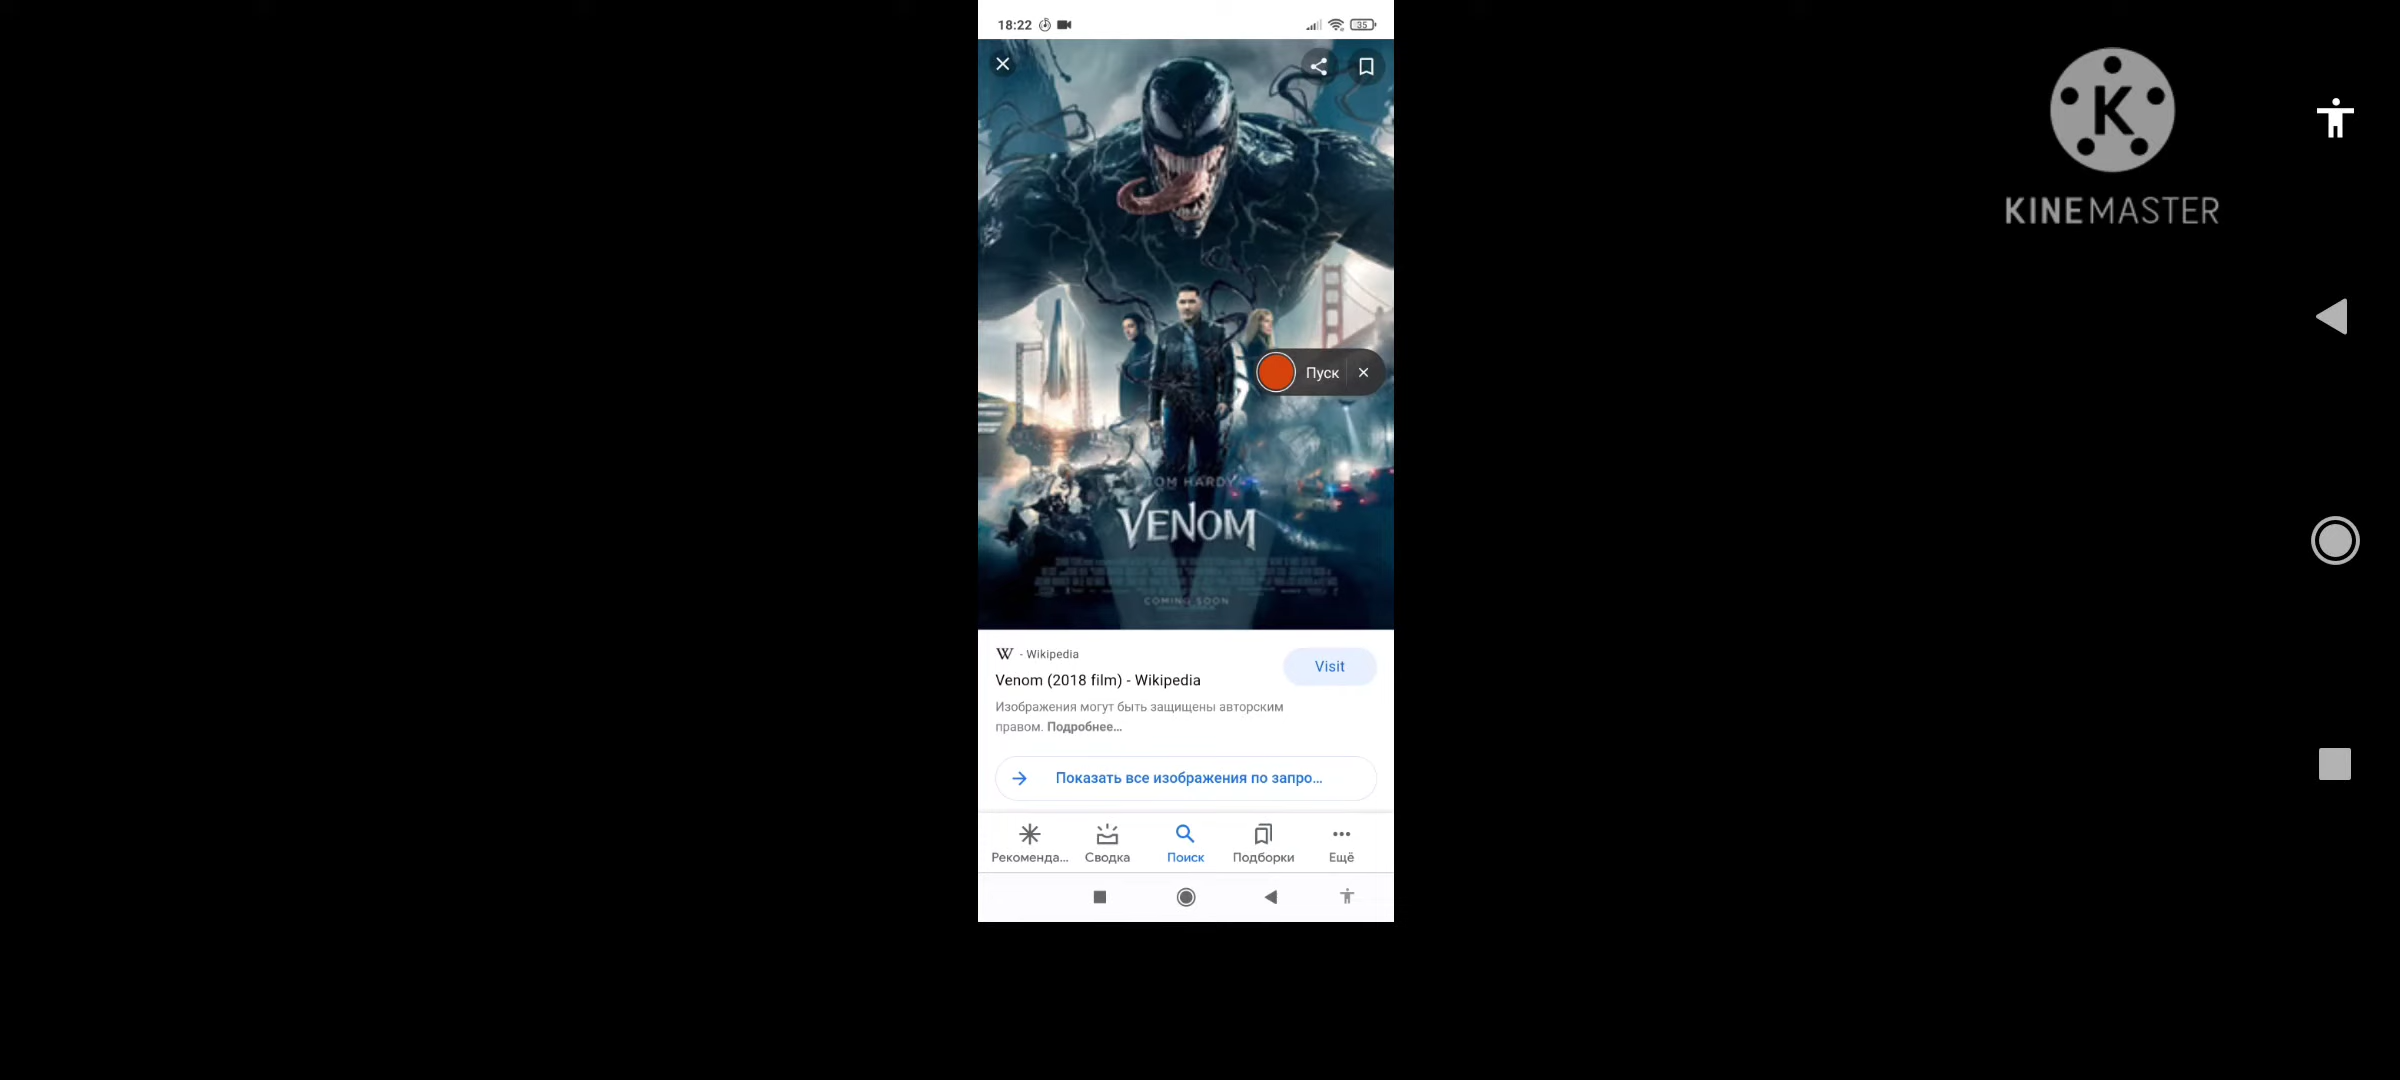 18:22
35
KINEMASTER
Пуск
TOM HARDY
VENOM
COMING SOON
W - Wikipedia
Visit
Venom (2018 film) - Wikipedia
Изображения могут быть защищены авторским
правом. Подробнее...
Показать все изображения по запро...
Рекоменда... Сводка Поиск Подборки Ещё